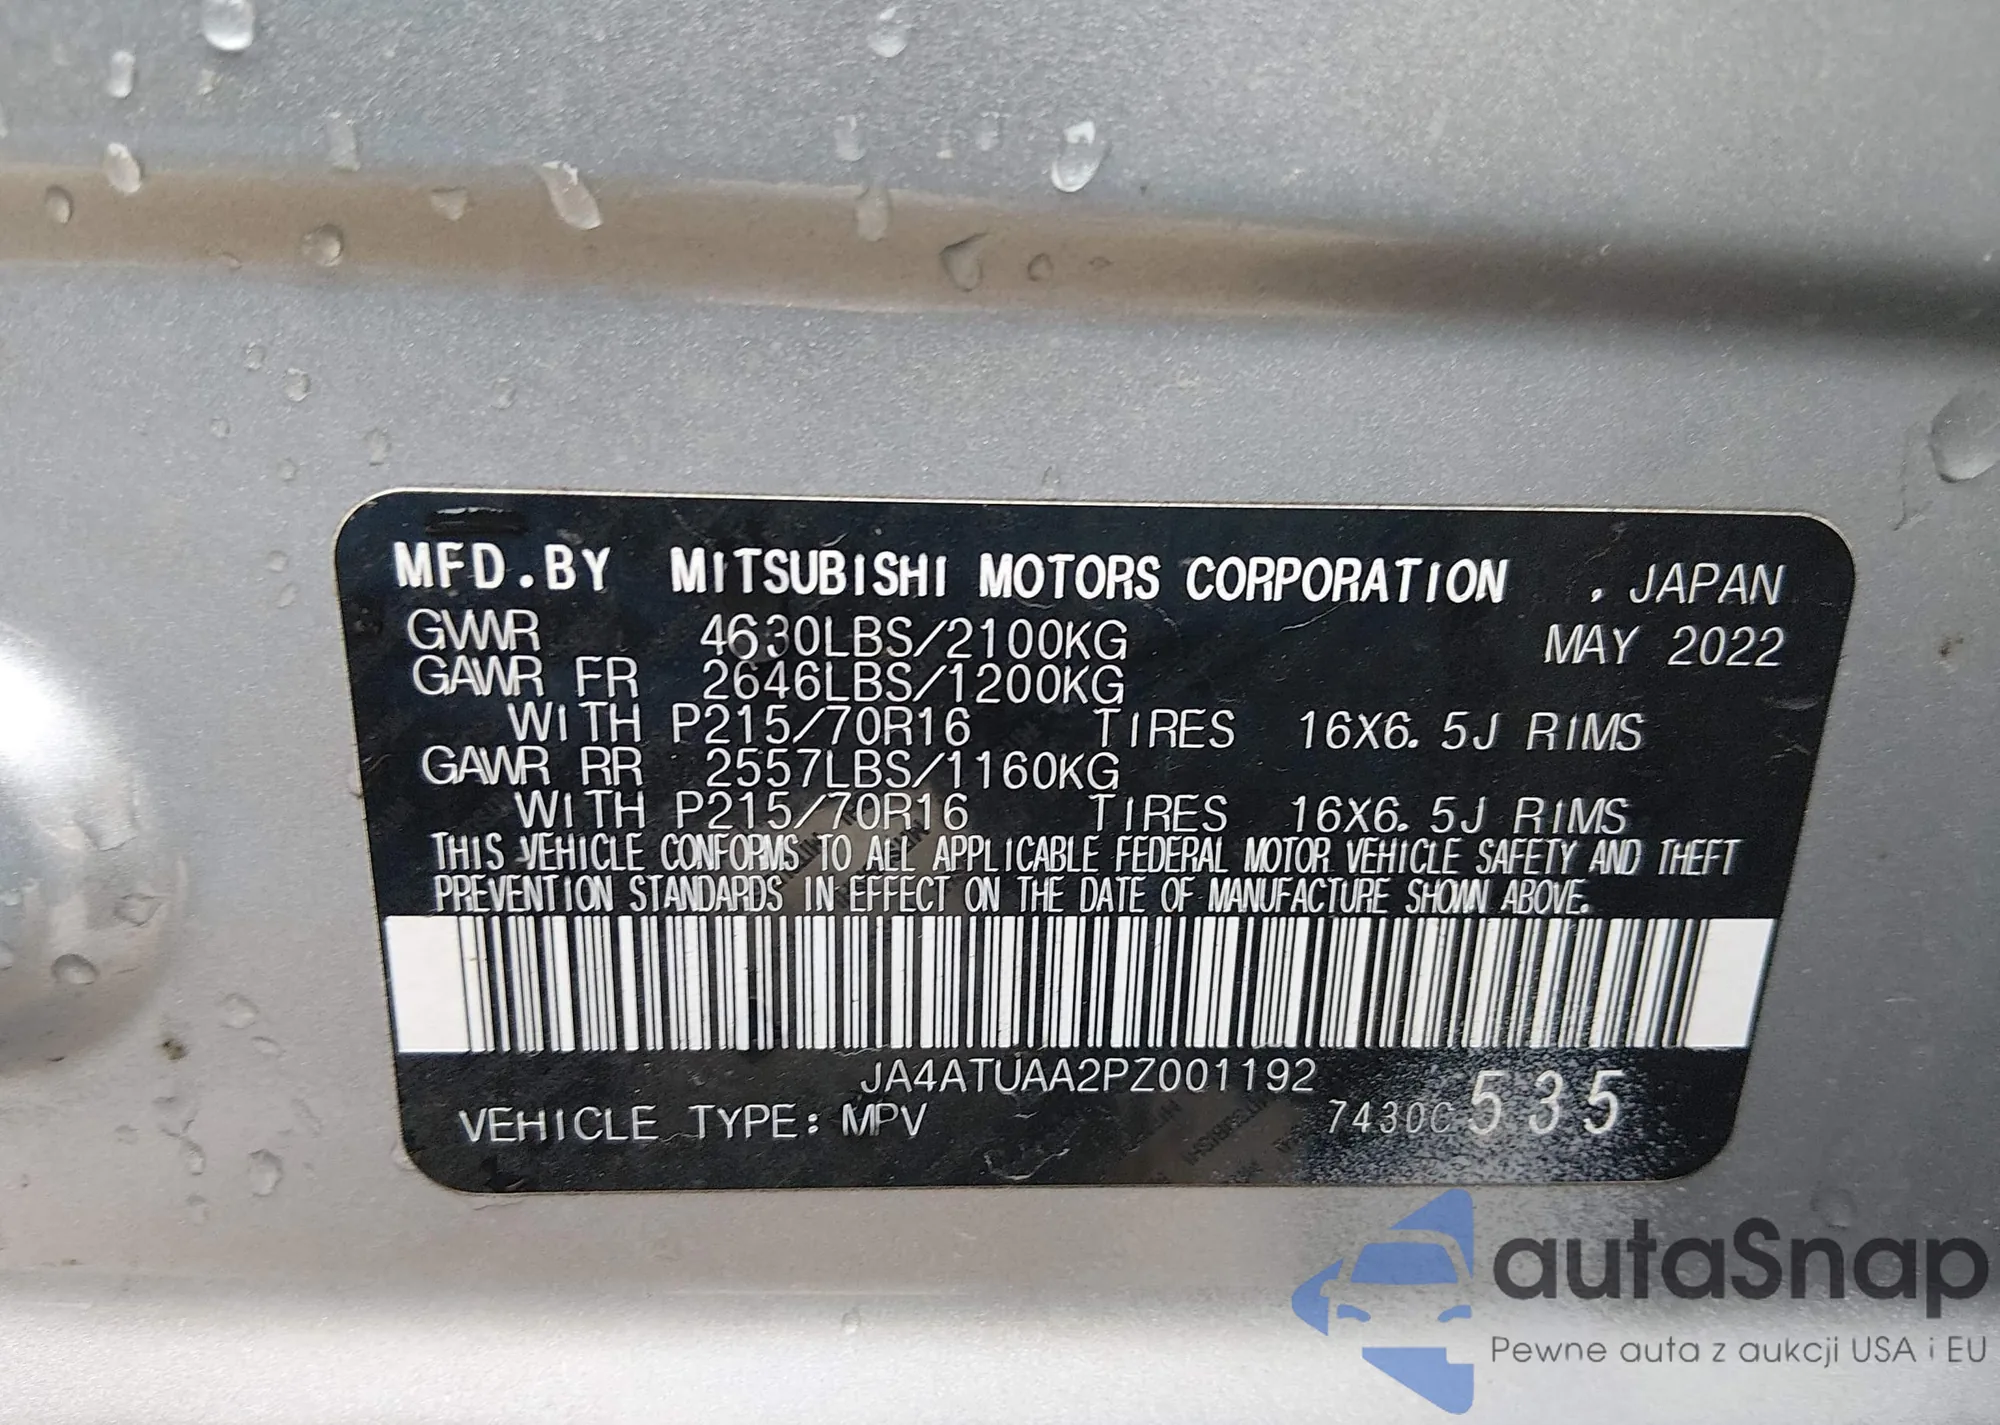 MFD.BY MITSUBISHI MOTORS CORPORATION , JAPAN
GVWR 4630LBS/2100KG MAY 2022
GAWR FR 2646LBS/1200KG
WITH P215/70R16 TIRES 16X6.5J RIMS
GAWR RR 2557LBS/1160KG
WITH P215/70R16 TIRES 16X6.5J RIMS
THIS VEHICLE CONFORMS TO ALL APPLICABLE FEDERAL MOTOR VEHICLE SAFETY AND THEFT
PREVENTION STANDARDS IN EFFECT ON THE DATE OF MANUFACTURE SHOWN ABOVE.
JA4ATUAA2PZ001192
VEHICLE TYPE: MPV 7430C 535
autaSnap
Pewne auta z aukcji USA i EU